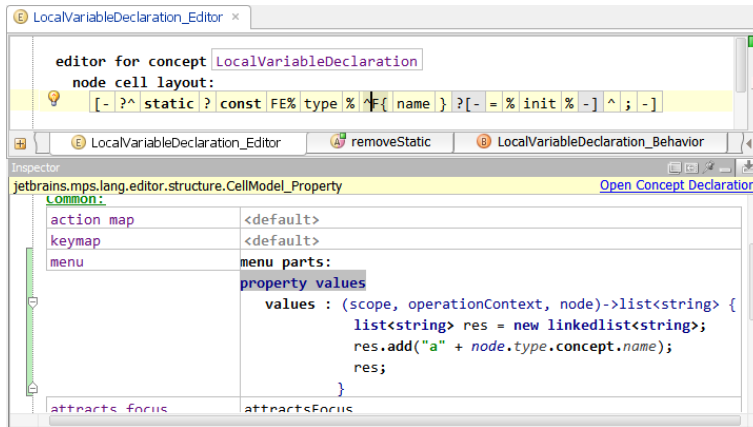 LocalVariableDeclaration_Editor ×
editor for concept LocalVariableDeclaration
node cell layout:
[- ?^ static ? const FE% type % ^F{ name } ?[- = % init % -] ^ ; -]
LocalVariableDeclaration_Editor removeStatic LocalVariableDeclaration_Behavior
Inspector
jetbrains.mps.lang.editor.structure.CellModel_Property Open Concept Declaration
Common:
action map <default>
keymap <default>
menu menu parts:
property values
values : (scope, operationContext, node)->list<string> {
list<string> res = new linkedlist<string>;
res.add("a" + node.type.concept.name);
res;
}
attracts focus attractsFocus